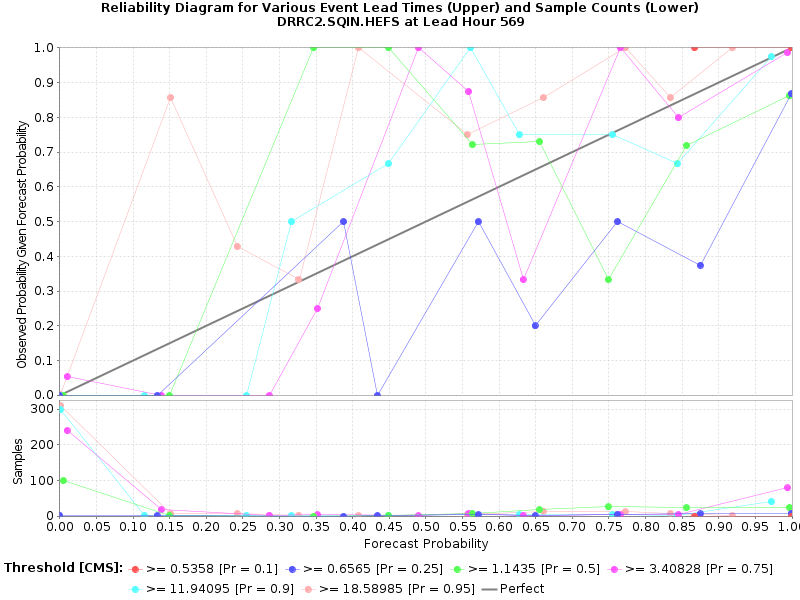 Reliability Diagram for Various Event Lead Times (Upper) and Sample Counts (Lower)
DRRC2.SQIN.HEFS at Lead Hour 569
Observed Probability Given Forecast Probability
1.0
0.9
0.8
0.7
0.6
0.5
0.4
0.3
0.2
0.1
0.0
Samples
300
200
100
0
0.00 0.05 0.10 0.15 0.20 0.25 0.30 0.35 0.40 0.45 0.50 0.55 0.60 0.65 0.70 0.75 0.80 0.85 0.90 0.95 1.0
Forecast Probability
Threshold [CMS]: >= 0.5358 [Pr = 0.1] >= 0.6565 [Pr = 0.25] >= 1.1435 [Pr = 0.5] >= 3.40828 [Pr = 0.75]
>= 11.94095 [Pr = 0.9] >= 18.58985 [Pr = 0.95] Perfect